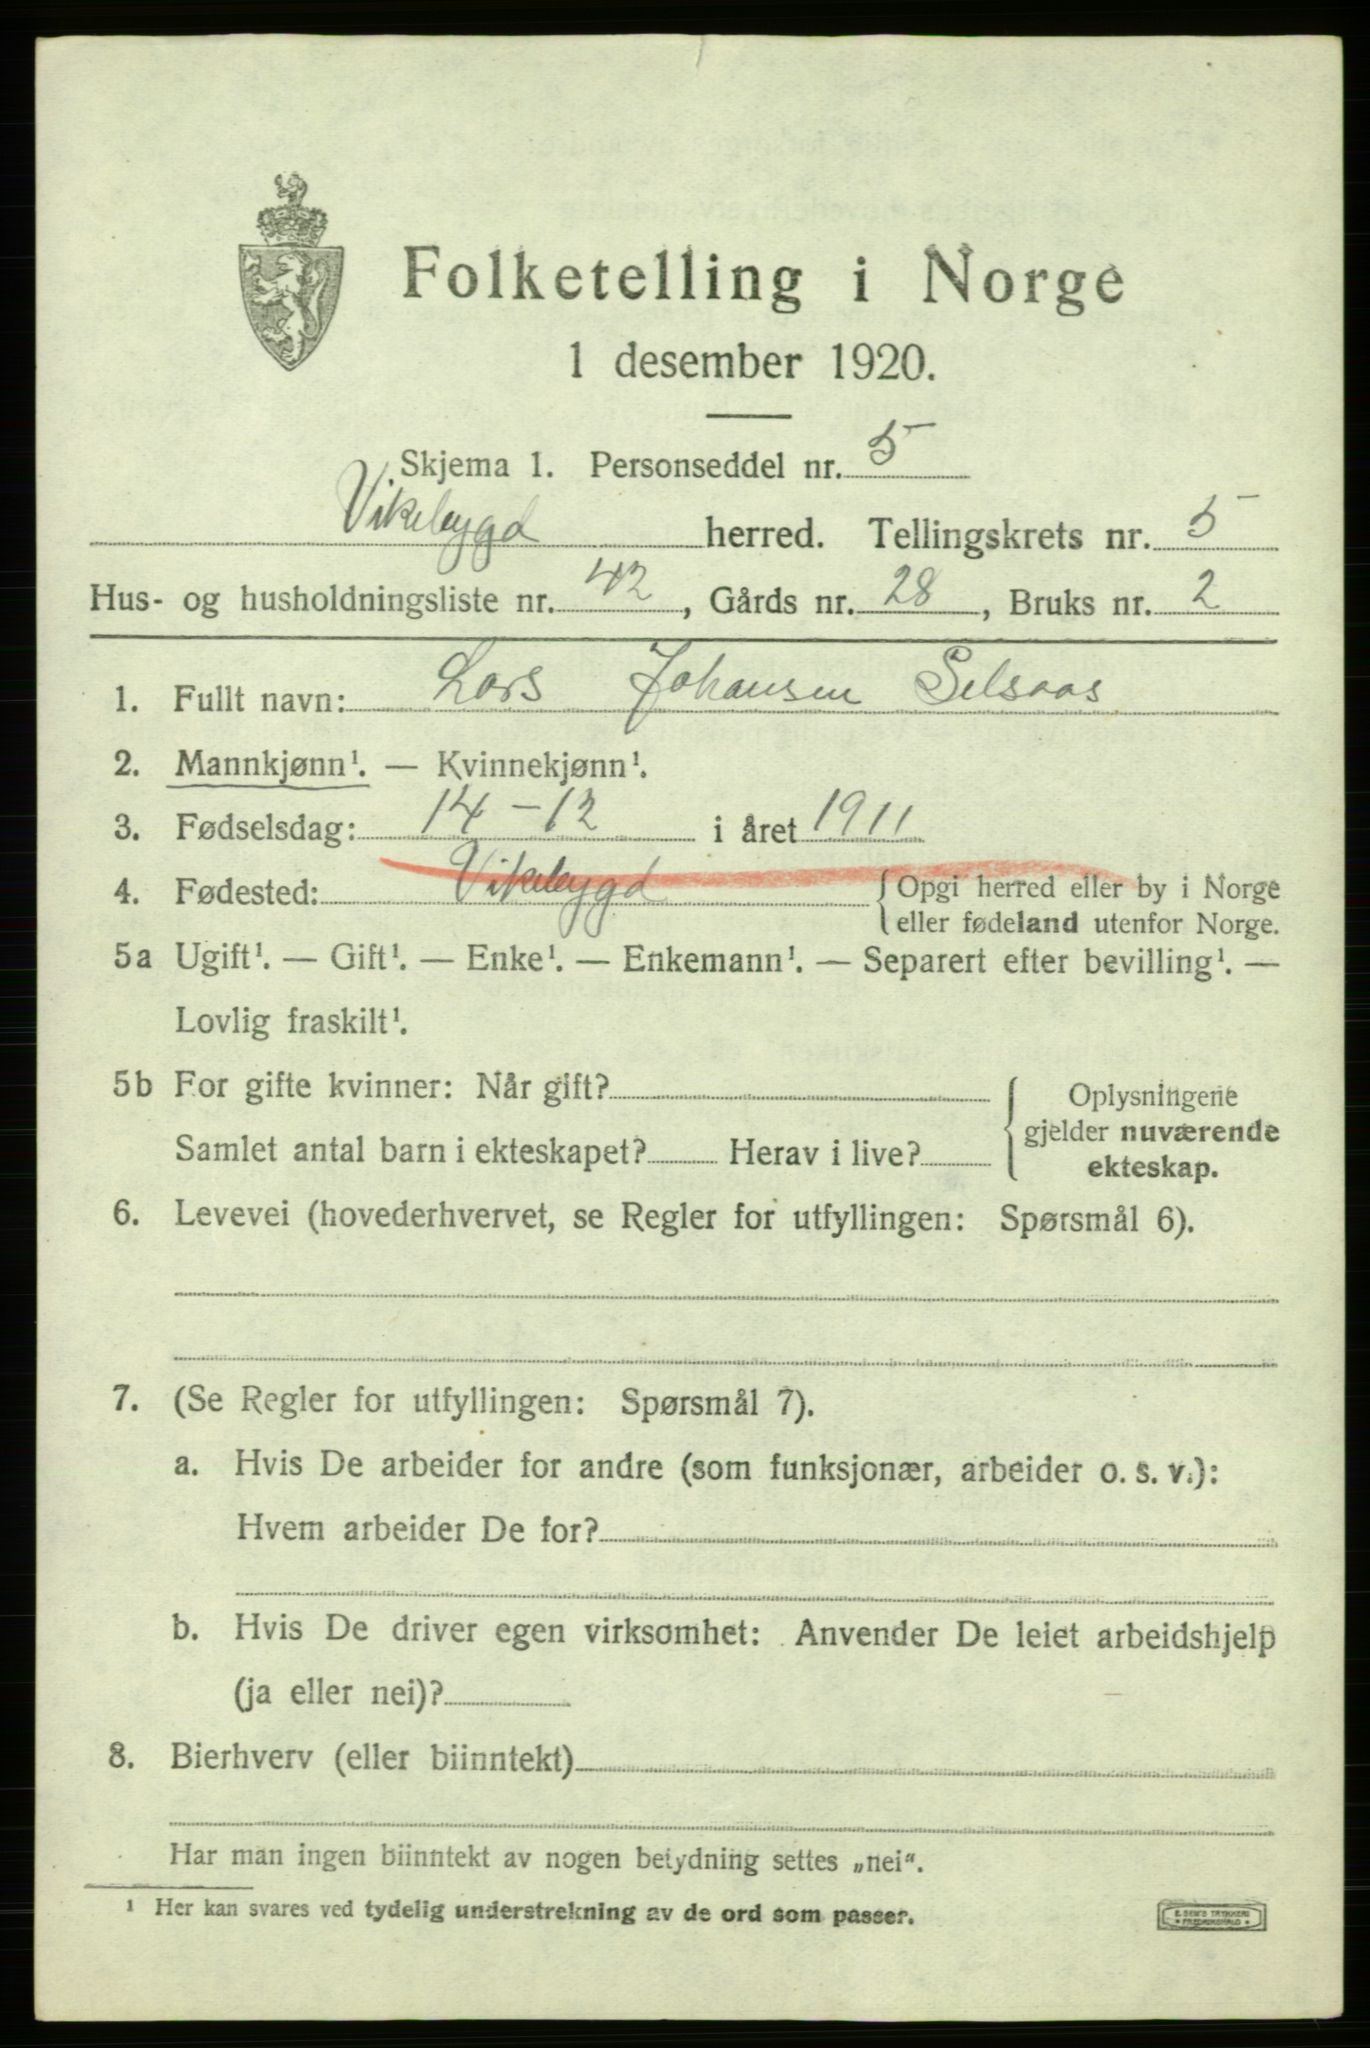 Folketelling i Norge
1 desember 1920.
Skjema 1. Personseddel nr. 5
Vikebygd herred. Tellingskrets nr. 5
Hus- og husholdningsliste nr. 42, Gårds nr. 28, Bruks nr. 2
1. Fullt navn: Lars Johansen Selsaas
2. Mannkjønn¹. — Kvinnekjønn¹.
3. Fødselsdag: 14-12 i året 1911
4. Fødested: Vikebygd { Opgi herred eller by i Norge
eller fødeland utenfor Norge.
5a Ugift¹. — Gift¹. — Enke¹. — Enkemann¹. — Separert efter bevilling¹. —
Lovlig fraskilt¹.
5b For gifte kvinner: Når gift?
Samlet antal barn i ekteskapet? Herav i live?
{ Oplysningene
gjelder nuværende
ekteskap.
6. Levevei (hovederhvervet, se Regler for utfyllingen: Spørsmål 6).
7. (Se Regler for utfyllingen: Spørsmål 7).
a. Hvis De arbeider for andre (som funksjonær, arbeider o. s. v.):
Hvem arbeider De for?
b. Hvis De driver egen virksomhet: Anvender De leiet arbeidshjelp
(ja eller nei)?
8. Bierhverv (eller biinntekt)
Har man ingen biinntekt av nogen betydning settes „nei“.
¹ Her kan svares ved tydelig understrekning av de ord som passer.
E. SEM'S TRYKKERI
FREDRIKSHALD